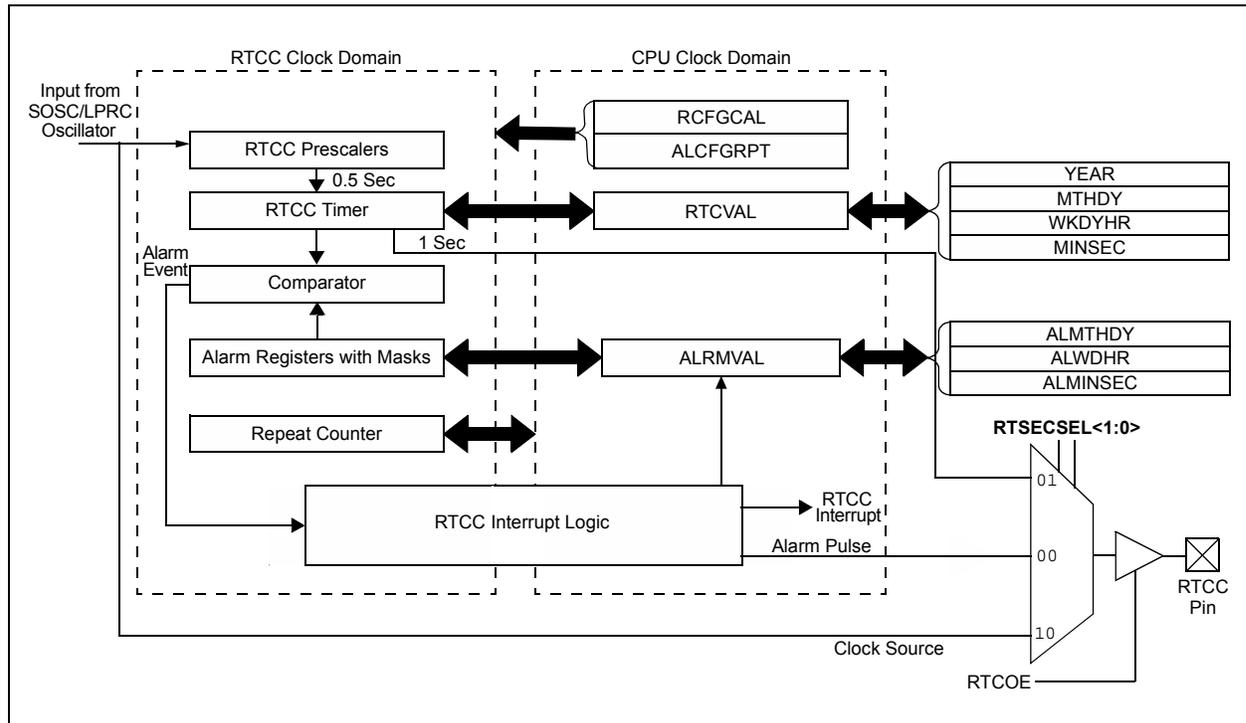 RTCC Clock Domain
CPU Clock Domain
Input from
SOSC/LPRC
Oscillator
RCFGCAL
ALCFGRPT
RTCC Prescalers
0.5 Sec
RTCC Timer
RTCVAL
YEAR
MTHDY
WKDYHR
MINSEC
1 Sec
Alarm
Event
Comparator
Alarm Registers with Masks
ALRMVAL
ALMTHDY
ALWDHR
ALMINSEC
Repeat Counter
RTSECSEL<1:0>
01
RTCC Interrupt Logic
RTCC
Interrupt
Alarm Pulse
00
RTCC
Pin
10
Clock Source
RTCOE